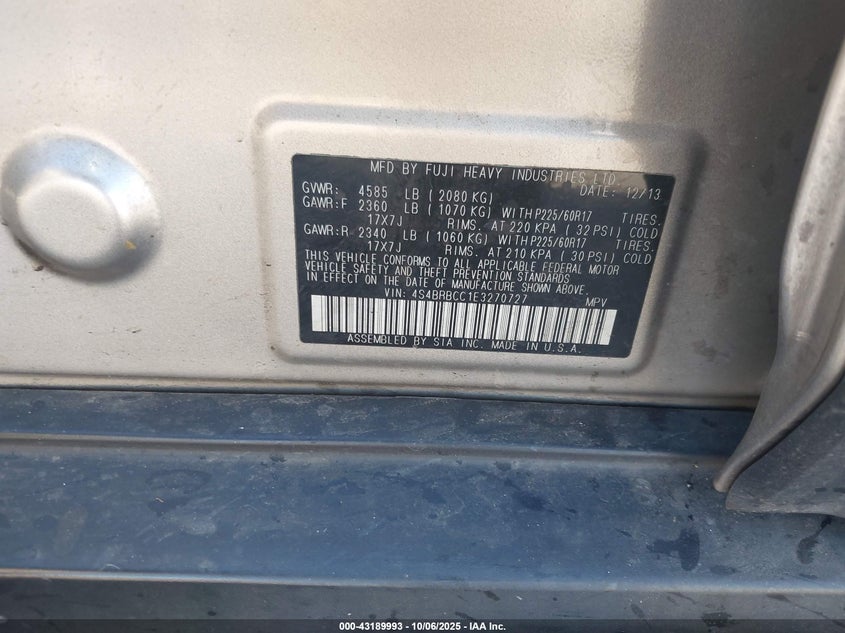 MFD BY FUJI HEAVY INDUSTRIES LTD.
GVWR: 4585 LB ( 2080 KG) DATE: 12/13
GAWR:F 2360 LB ( 1070 KG) WITH P225/60R17 TIRES.
17X7J RIMS. AT 220 KPA ( 32 PSI) COLD
GAWR:R 2340 LB ( 1060 KG) WITH P225/60R17 TIRES.
17X7J RIMS. AT 210 KPA ( 30 PSI) COLD
THIS VEHICLE CONFORMS TO ALL APPLICABLE FEDERAL MOTOR
VEHICLE SAFETY AND THEFT PREVENTION STANDARDS
IN EFFECT ON THE DATE OF MANUFACTURE SHOWN ABOVE.
VIN: 4S4BRBCC1E3270727 MPV
ASSEMBLED BY SIA INC. MADE IN U.S.A.
000-43189993 - 10/06/2025 - IAA Inc.